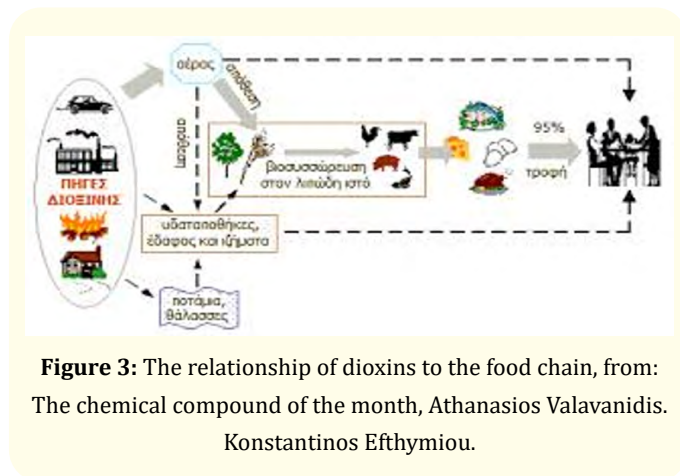 αέρος
απόθεση
απόθεση
ΠΗΓΕΣ
ΔΙΟΞΙΝΗΣ
βιοσυσσώρευση
στον λιπώδη ιστό
95%
τροφή
υδαταποθήκες,
έδαφος και ιζήματα
ποτάμια,
θάλασσες
Figure 3: The relationship of dioxins to the food chain, from:
The chemical compound of the month, Athanasios Valavanidis.
Konstantinos Efthymiou.